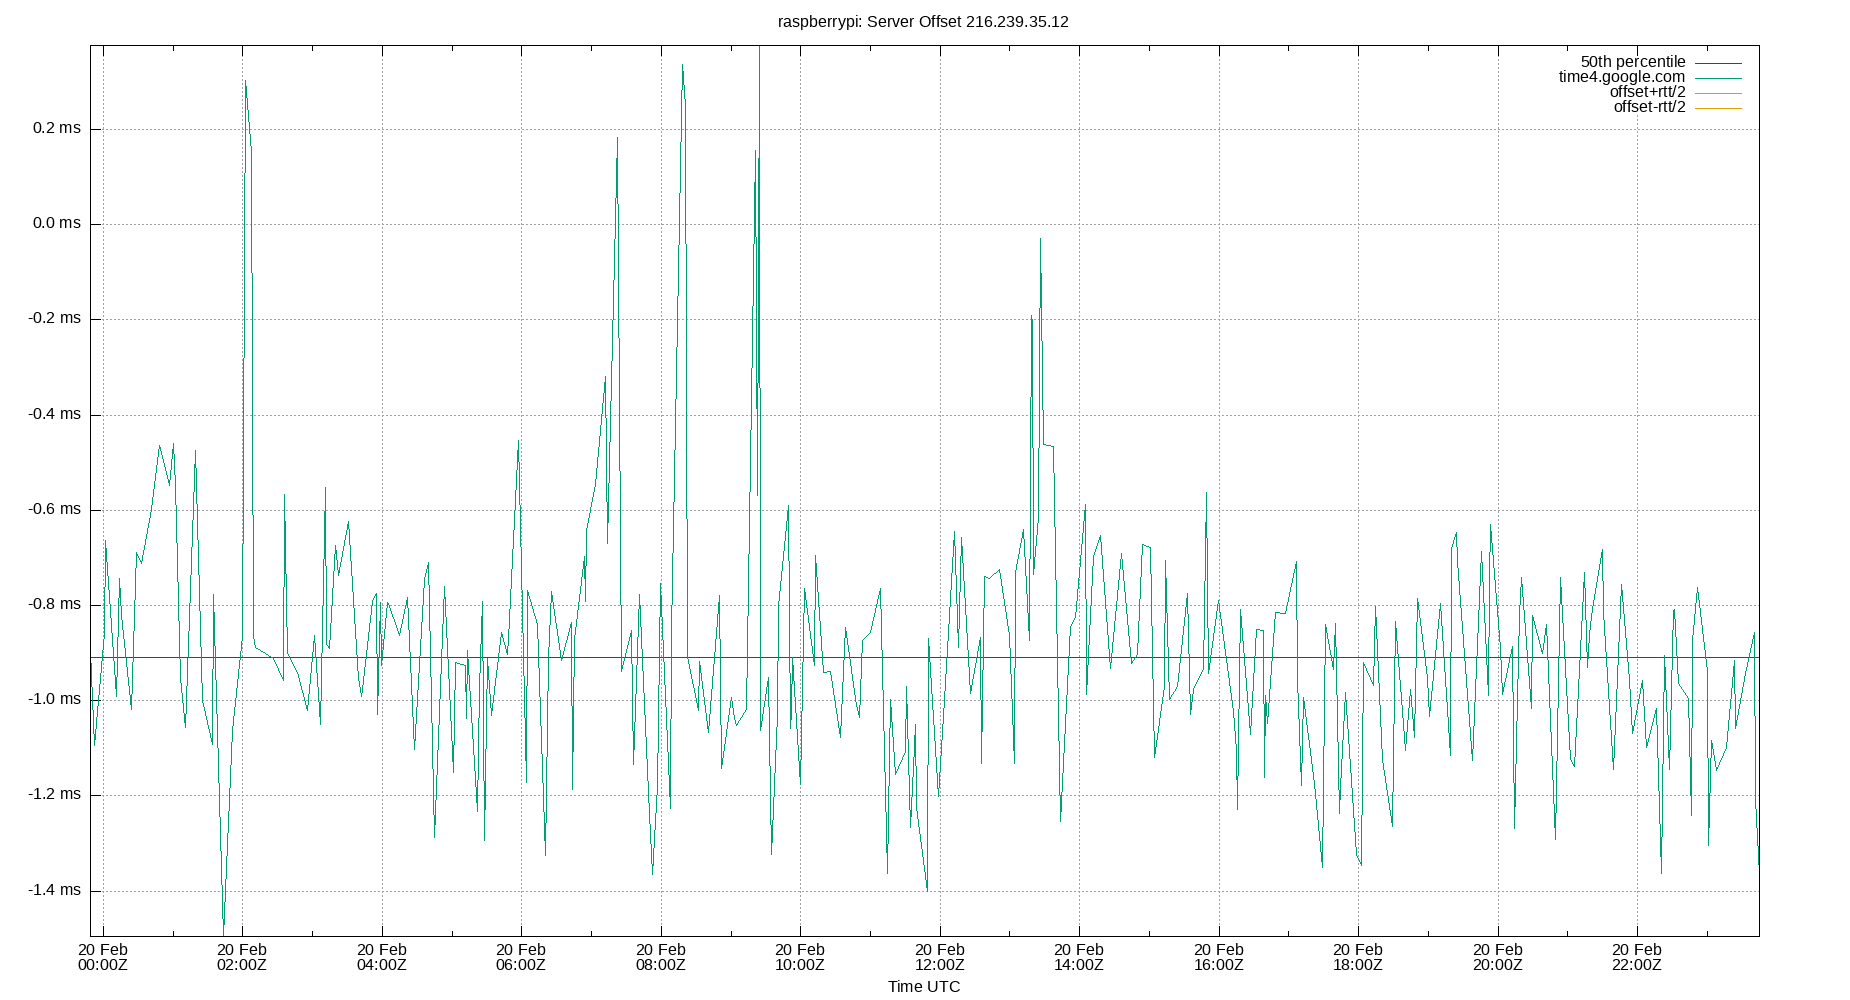 raspberrypi: Server Offset 216.239.35.12
50th percentile
time4.google.com
offset+rtt/2
offset-rtt/2
0.2 ms
0.0 ms
-0.2 ms
-0.4 ms
-0.6 ms
-0.8 ms
-1.0 ms
-1.2 ms
-1.4 ms
20 Feb 20 Feb 20 Feb 20 Feb 20 Feb 20 Feb 20 Feb 20 Feb 20 Feb 20 Feb 20 Feb 20 Feb
00:00Z 02:00Z 04:00Z 06:00Z 08:00Z 10:00Z 12:00Z 14:00Z 16:00Z 18:00Z 20:00Z 22:00Z
Time UTC